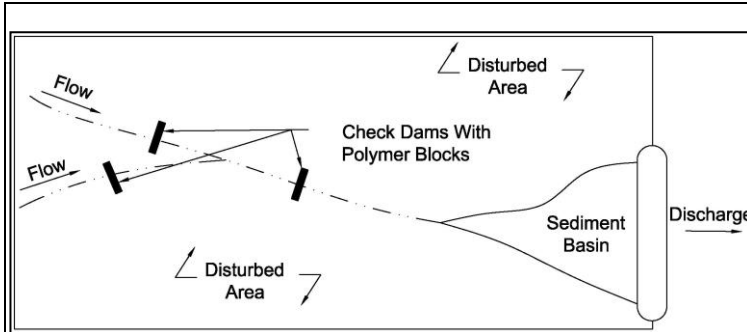 Flow
Disturbed
Area
Check Dams With
Polymer Blocks
Flow
Sediment
Basin
Discharge
Disturbed
Area